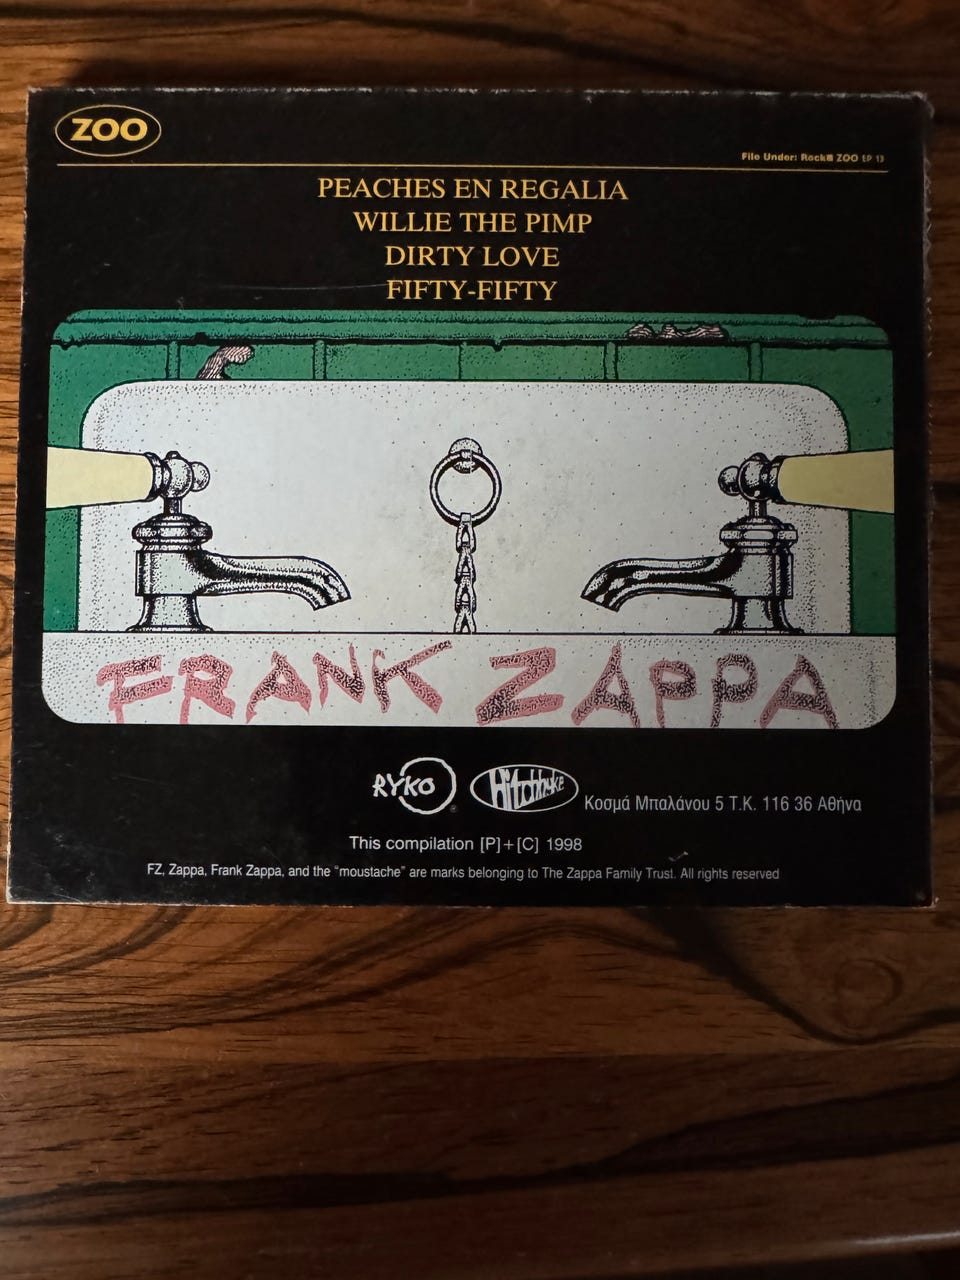 ZOO
File Under: Rock ZOO EP 13
PEACHES EN REGALIA
WILLIE THE PIMP
DIRTY LOVE
FIFTY-FIFTY
FRANK ZAPPA
RYKO
Hitchhyke
Κοσμά Μπαλάνου 5 Τ.Κ. 116 36 Αθήνα
This compilation [P]+[C] 1998
FZ, Zappa, Frank Zappa, and the "moustache" are marks belonging to The Zappa Family Trust. All rights reserved